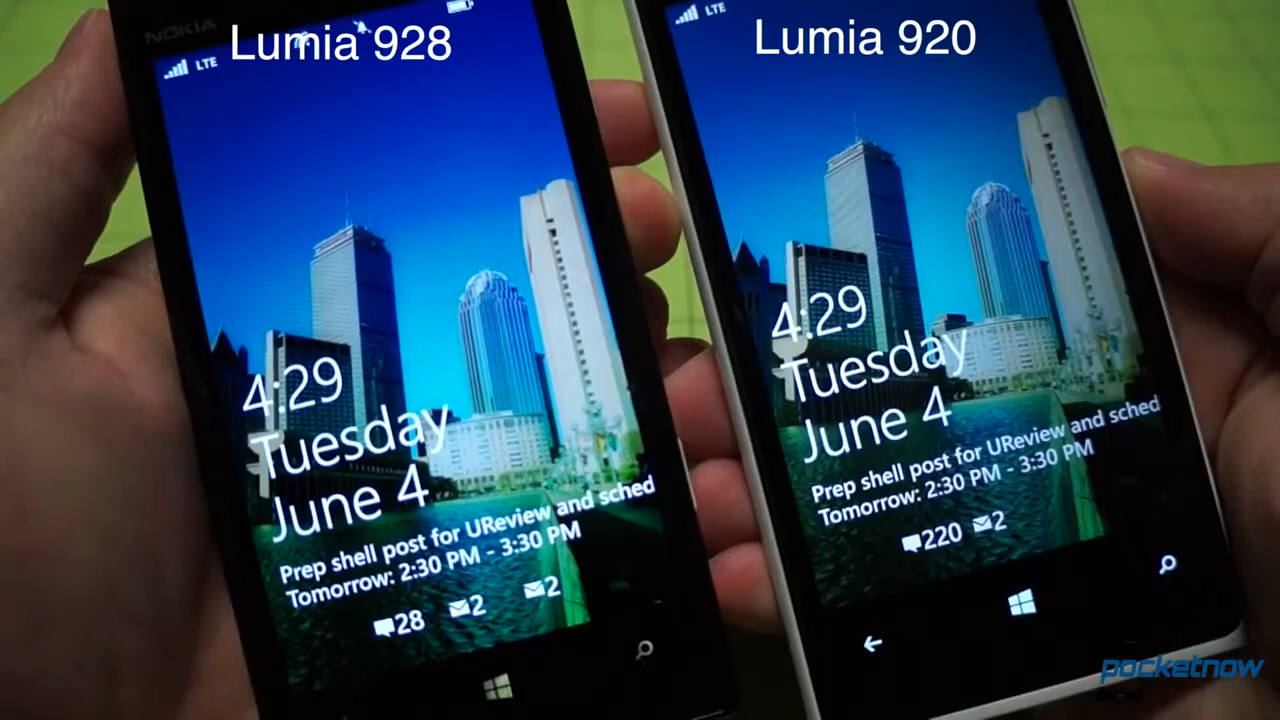 Lumia 928
Lumia 920
NOKIA
LTE
4:29
Tuesday
June 4
Prep shell post for UReview and sched
Tomorrow: 2:30 PM - 3:30 PM
28
2
2
LTE
4:29
Tuesday
June 4
Prep shell post for UReview and sched
Tomorrow: 2:30 PM - 3:30 PM
220
2
pocketnow